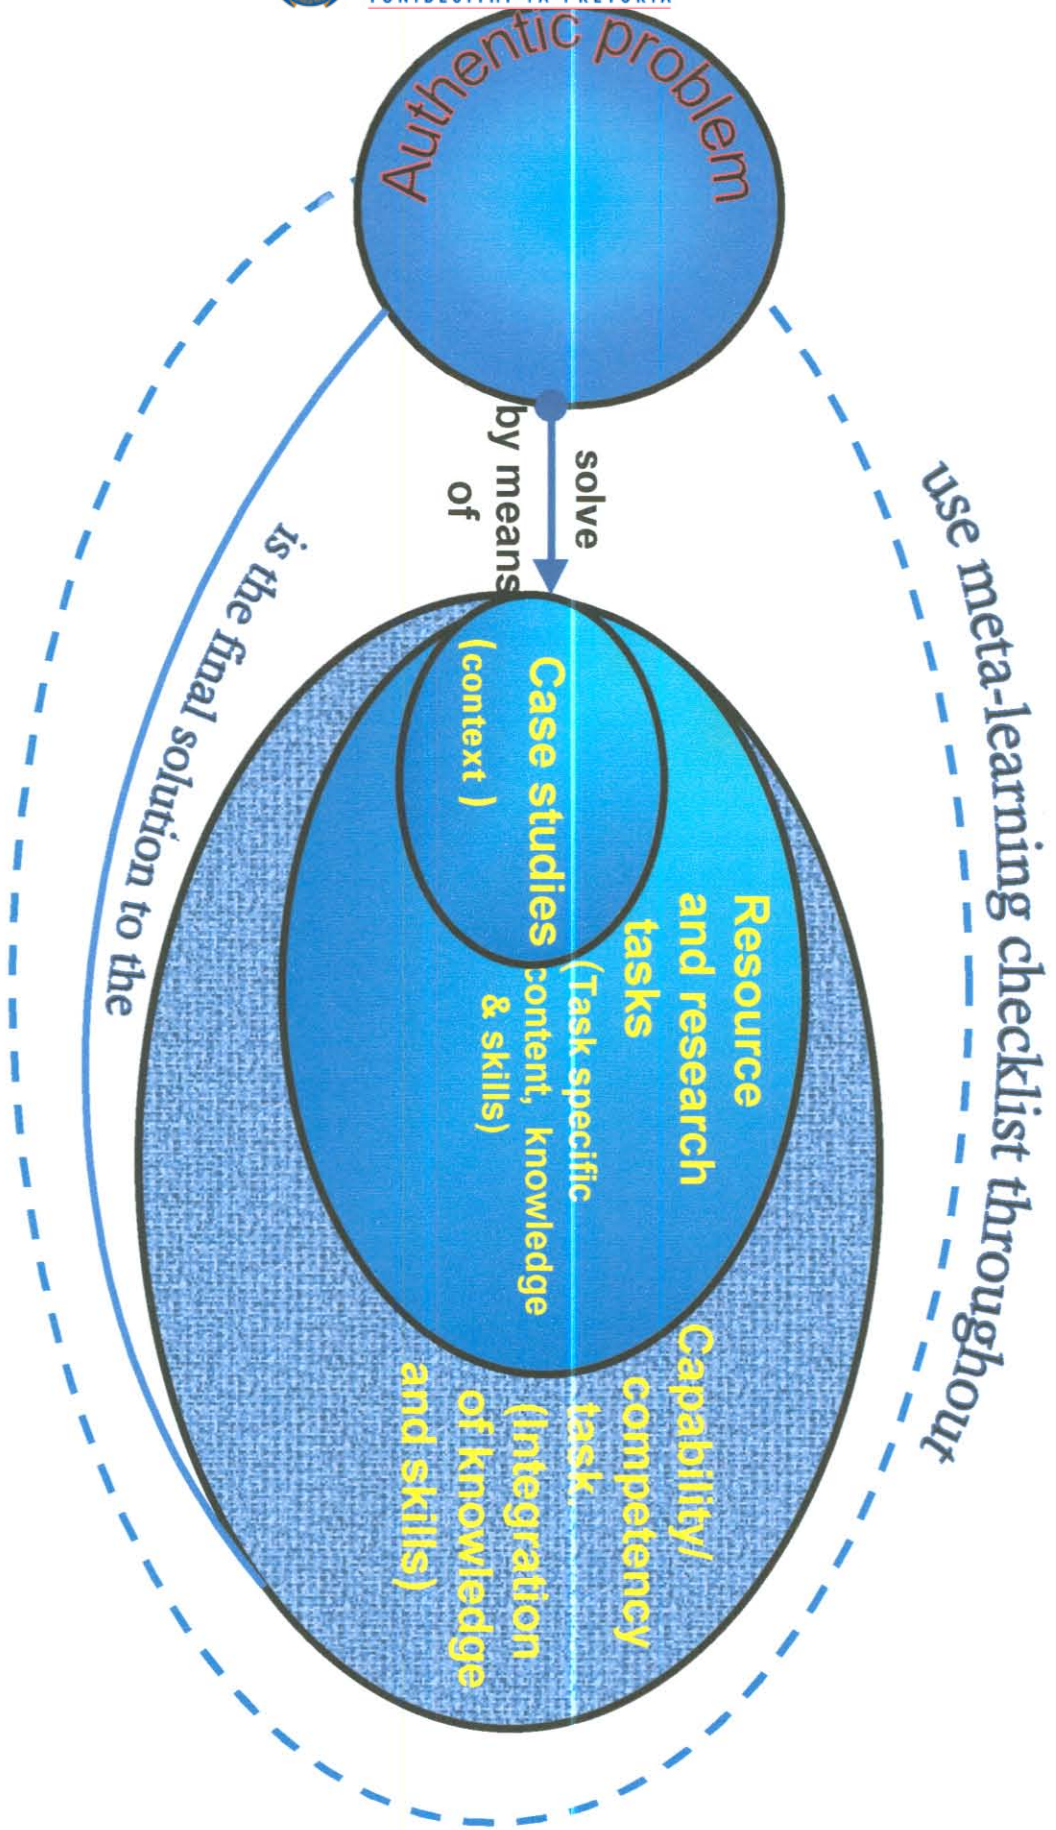 Authentic problem
solve
by means
of
use meta-learning checklist throughout
is the final solution to the
Case studies
(context )
Resource
and research
tasks
(Task specific
content, knowledge
& skills)
Capability/
competency
task
(Integration
of knowledge
and skills)